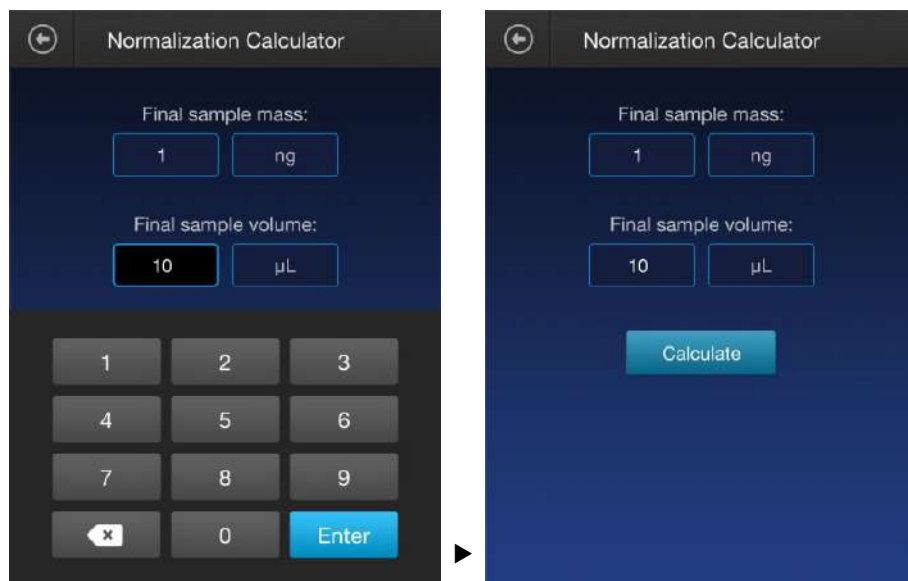 Normalization Calculator
Final sample mass:
1 ng
Final sample volume:
10 µL
1 2 3
4 5 6
7 8 9
0 Enter
Normalization Calculator
Final sample mass:
1 ng
Final sample volume:
10 µL
Calculate